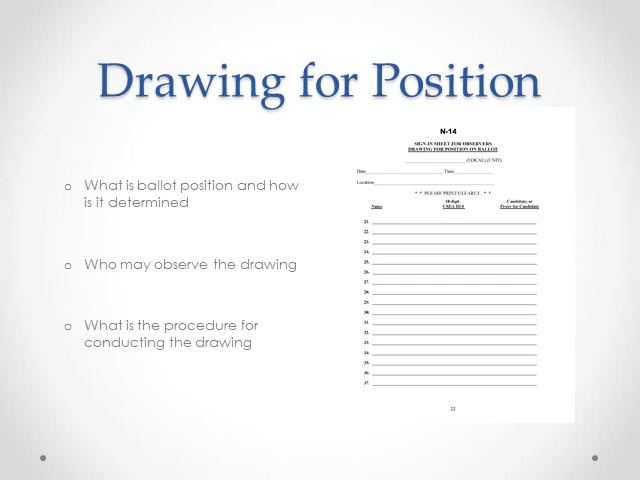 Drawing for Position
o What is ballot position and how
is it determined
o Who may observe the drawing
o What is the procedure for
conducting the drawing
N-14
SIGN-IN SHEET FOR OBSERVERS
DRAWING FOR POSITION ON BALLOT
(LOCAL) (UNIT)
Date Time
Location
* * PLEASE PRINT CLEARLY. * *
10-digit Candidate, or
Name CSEA ID # Proxy for Candidate
21.
22.
23.
24.
25.
26.
27.
28.
29.
30.
31.
32.
33.
34.
35.
36.
37.
22